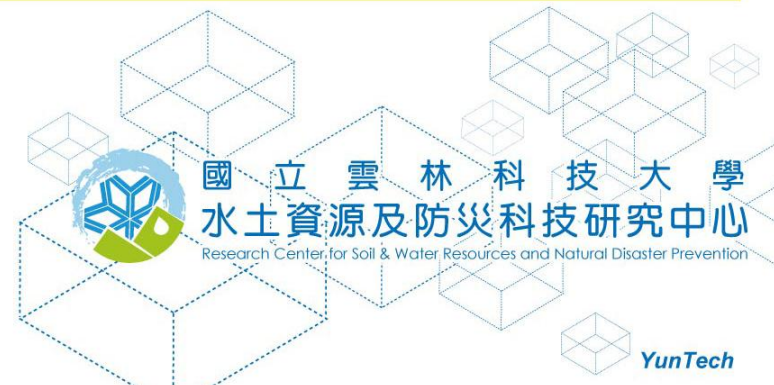 國立雲林科技大學
水土資源及防災科技研究中心
Research Center for Soil & Water Resources and Natural Disaster Prevention
YunTech